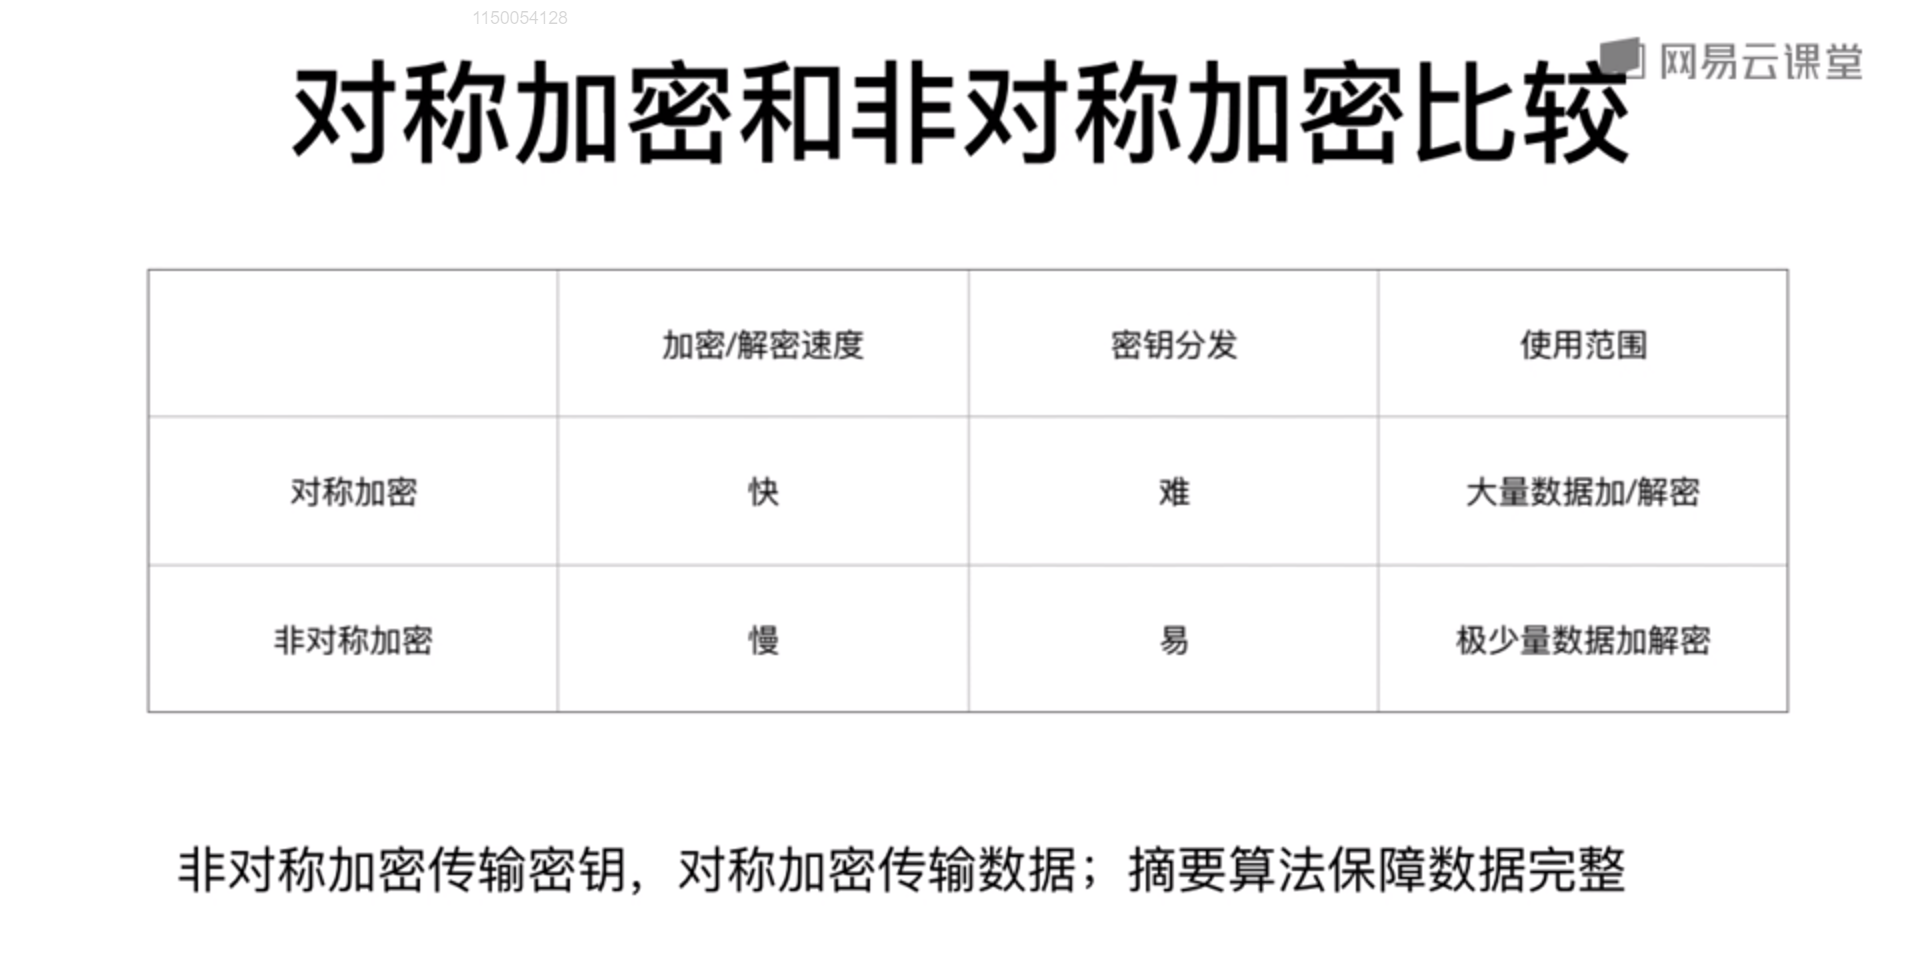 1150054128
网易云课堂
对称加密和非对称加密比较
加密/解密速度 密钥分发 使用范围
对称加密 快 难 大量数据加/解密
非对称加密 慢 易 极少量数据加解密
非对称加密传输密钥，对称加密传输数据；摘要算法保障数据完整